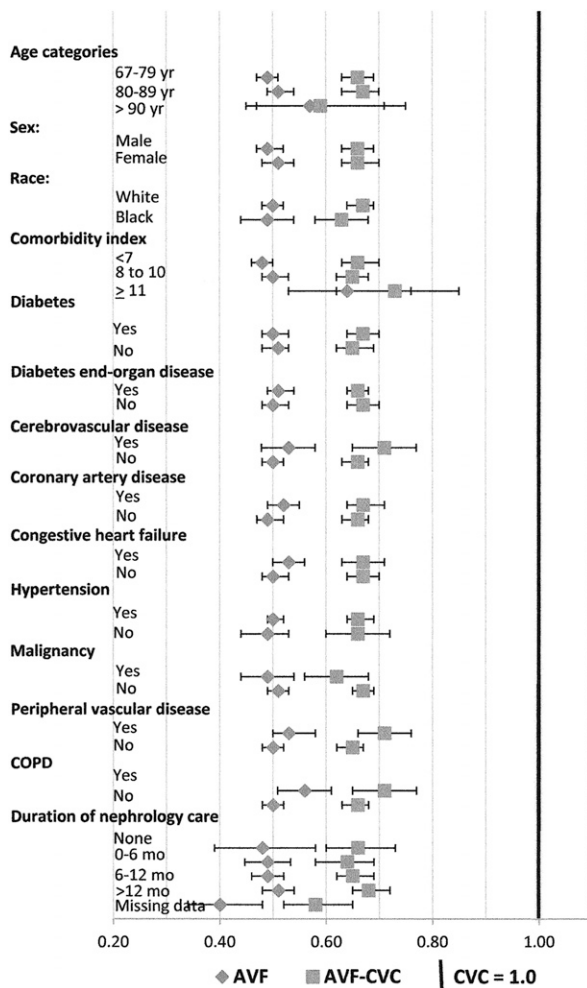 Age categories
67-79 yr
80-89 yr
> 90 yr
Sex:
Male
Female
Race:
White
Black
Comorbidity index
<7
8 to 10
≥ 11
Diabetes
Yes
No
Diabetes end-organ disease
Yes
No
Cerebrovascular disease
Yes
No
Coronary artery disease
Yes
No
Congestive heart failure
Yes
No
Hypertension
Yes
No
Malignancy
Yes
No
Peripheral vascular disease
Yes
No
COPD
Yes
No
Duration of nephrology care
None
0-6 mo
6-12 mo
>12 mo
Missing data
0.20 0.40 0.60 0.80 1.00
AVF AVF-CVC CVC = 1.0